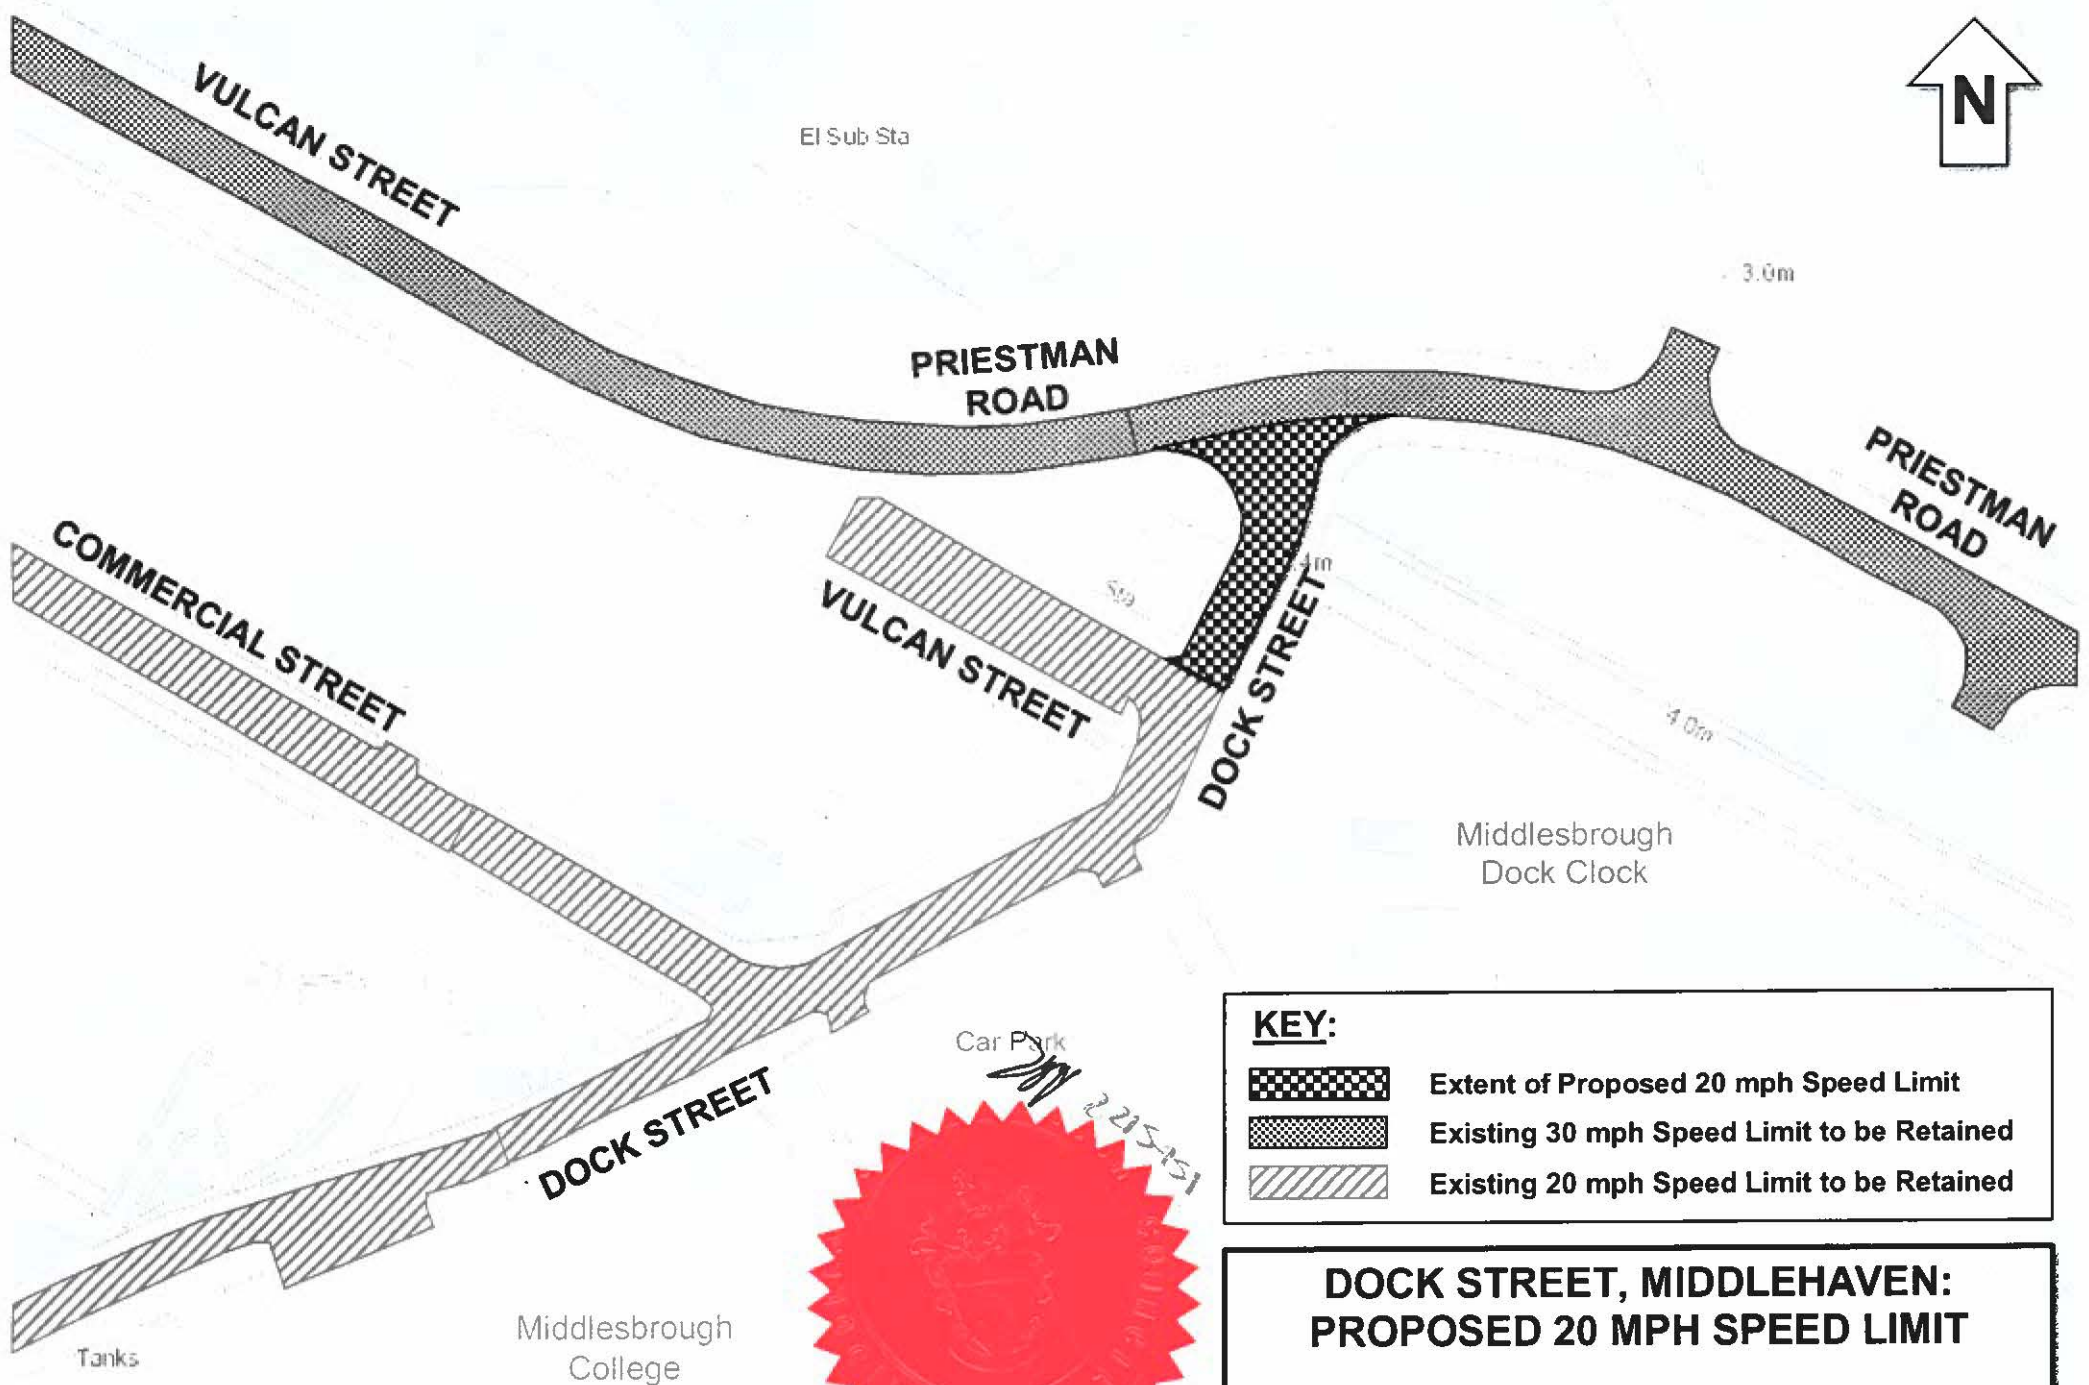 VULCAN STREET
El Sub Sta
N
3.0m
PRIESTMAN
ROAD
PRIESTMAN
ROAD
COMMERCIAL STREET
VULCAN STREET
Sta
.4m
DOCK STREET
4.0m
Middlesbrough
Dock Clock
Car Park
DOCK STREET
KEY:
Extent of Proposed 20 mph Speed Limit
Existing 30 mph Speed Limit to be Retained
Existing 20 mph Speed Limit to be Retained
DOCK STREET, MIDDLEHAVEN:
PROPOSED 20 MPH SPEED LIMIT
Middlesbrough
College
Tanks